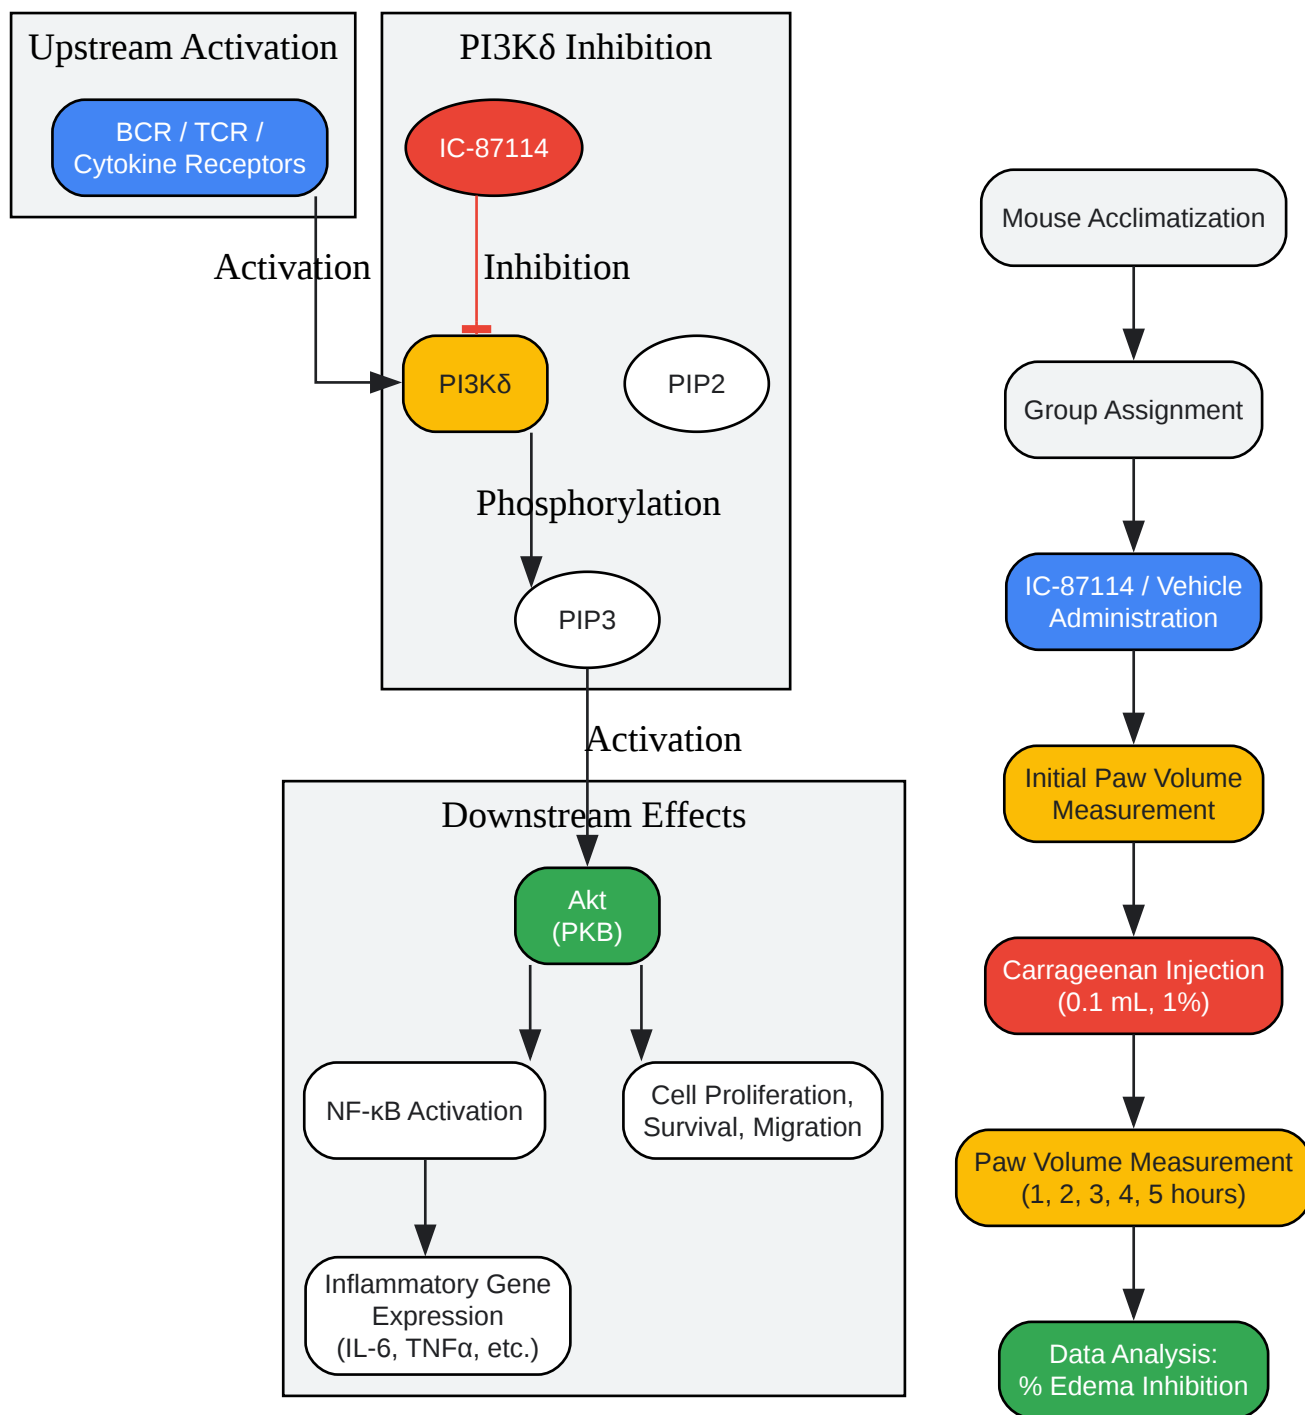 Upstream Activation
BCR / TCR /
Cytokine Receptors
Activation
PI3Kδ Inhibition
IC-87114
Inhibition
PI3Kδ
PIP2
Phosphorylation
PIP3
Activation
Downstream Effects
Akt
(PKB)
NF-κB Activation
Cell Proliferation,
Survival, Migration
Inflammatory Gene
Expression
(IL-6, TNFα, etc.)
Mouse Acclimatization
Group Assignment
IC-87114 / Vehicle
Administration
Initial Paw Volume
Measurement
Carrageenan Injection
(0.1 mL, 1%)
Paw Volume Measurement
(1, 2, 3, 4, 5 hours)
Data Analysis:
% Edema Inhibition